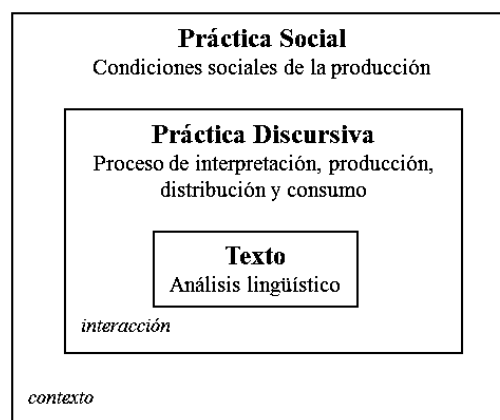 Práctica Social
Condiciones sociales de la producción
Práctica Discursiva
Proceso de interpretación, producción,
distribución y consumo
Texto
Análisis lingüístico
interacción
contexto